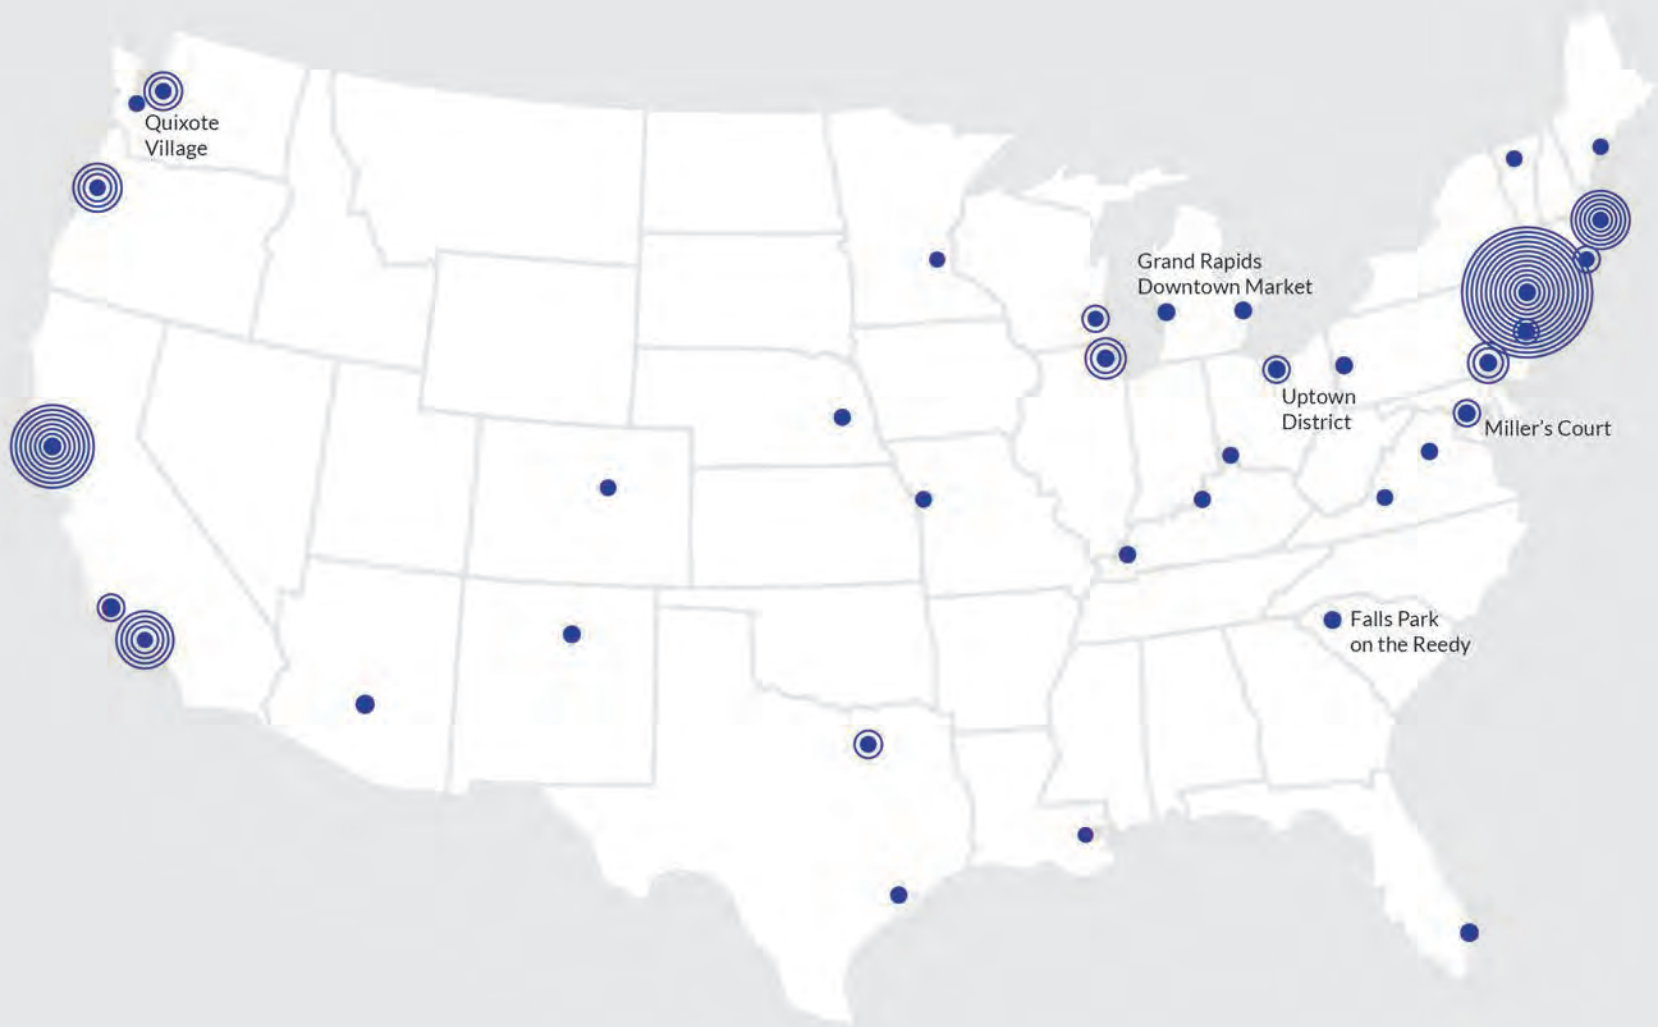 Quixote
Village
Grand Rapids
Downtown Market
Uptown
District
Miller's Court
Falls Park
on the Reedy